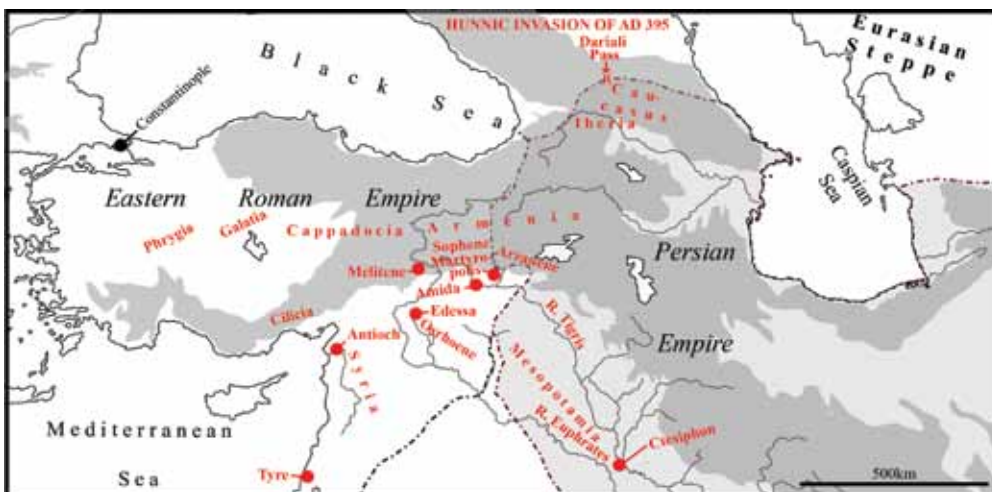 HUNNIC INVASION OF AD 395
Dariali
Pass
Eurasian
Steppe
Black Sea
Cau-
casus
Iberia
Constantinople
Caspian
Sea
Eastern Roman Empire
Phrygia
Galatia
Cappadocia
Armenia
Sophene
Martyro-
polis
Arzanene
Melitene
Amida
Persian
Empire
Cilicia
Edessa
Osrhoene
R. Tigris
Antioch
Syria
Mesopotamia
R. Euphrates
Ctesiphon
Mediterranean
Sea
Tyre
500km